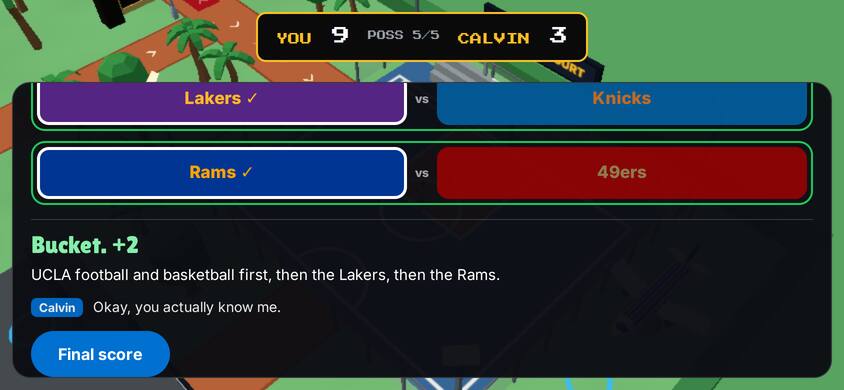 YOU 9 POSS 5/5 CALVIN 3
COURT
Lakers ✓ vs Knicks
Rams ✓ vs 49ers
Bucket. +2
UCLA football and basketball first, then the Lakers, then the Rams.
Calvin Okay, you actually know me.
Final score